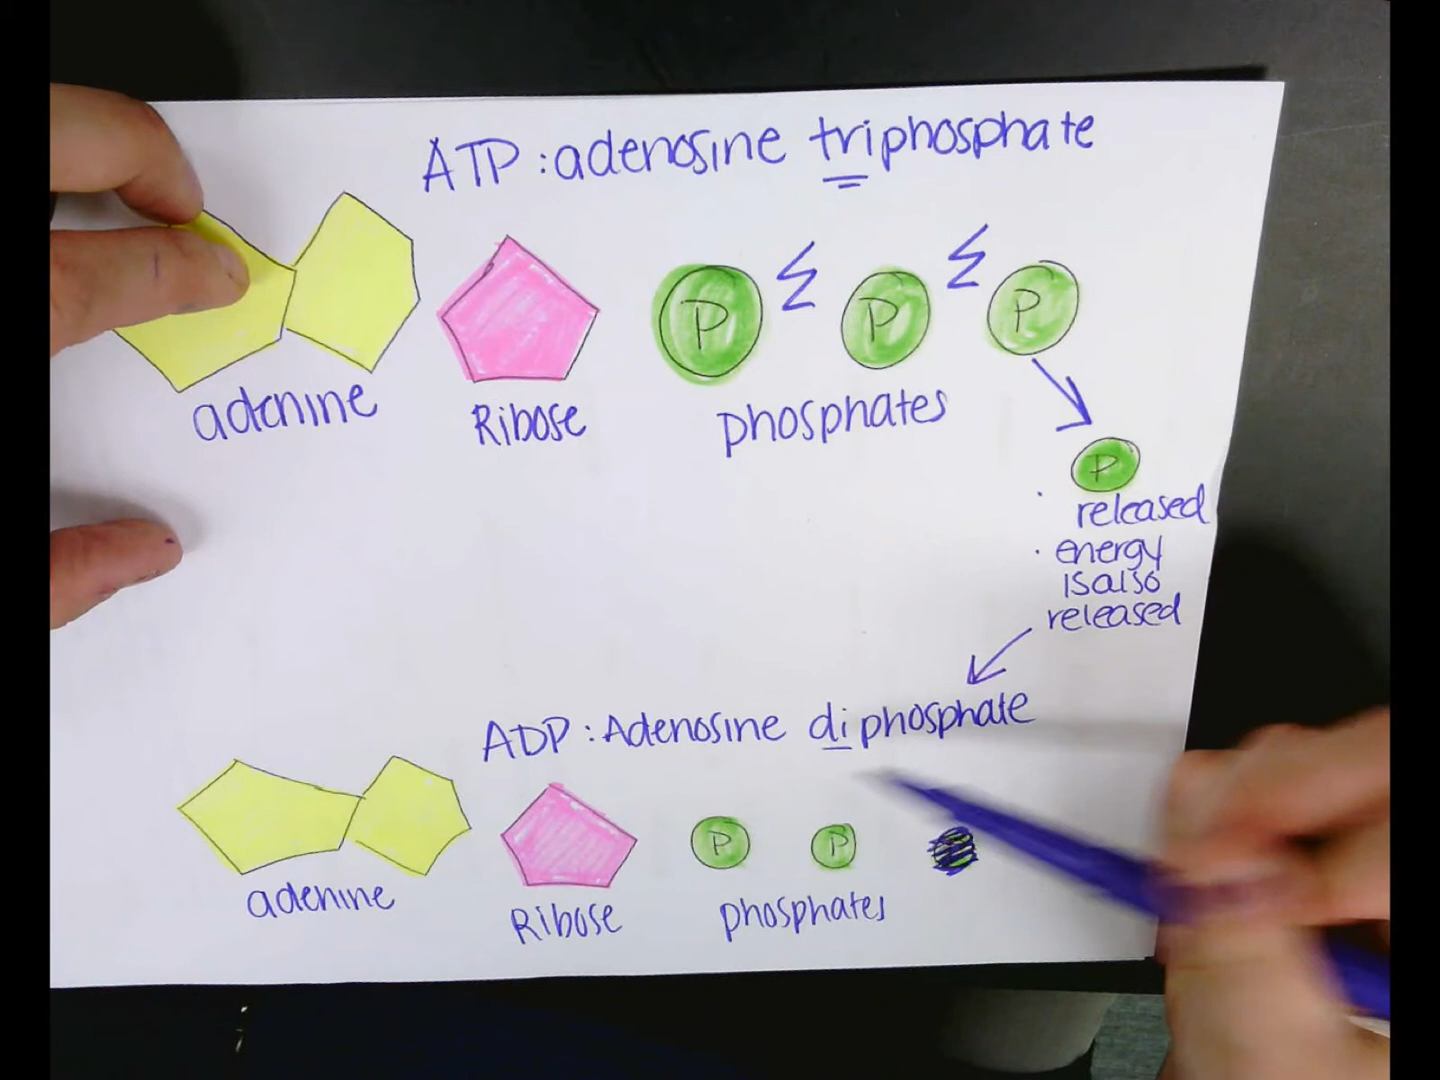 ATP : adenosine triphosphate
P P P
adenine Ribose phosphates
P
· released
· energy
is also
released
ADP : Adenosine diphosphate
P P
adenine Ribose phosphates